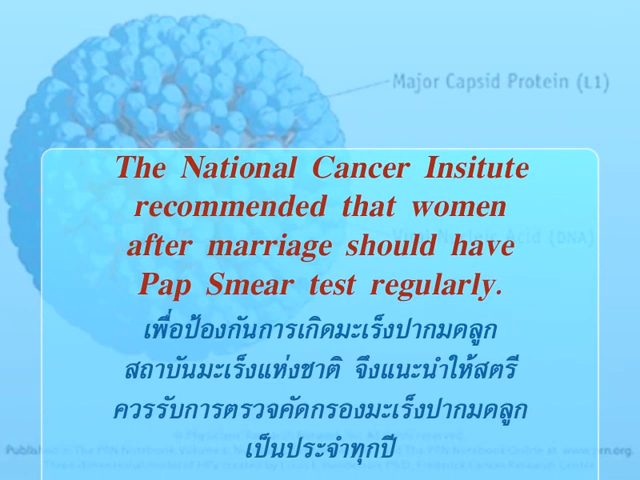 Major Capsid Protein (L1)
The National Cancer Insitute
recommended that women
after marriage should have
Viral Nucleic Acid (DNA)
Pap Smear test regularly.
เพื่อป้องกันการเกิดมะเร็งปากมดลูก
สถาบันมะเร็งแห่งชาติ จึงแนะนำให้สตรี
ควรรับการตรวจคัดกรองมะเร็งปากมดลูก
เป็นประจำทุกปี